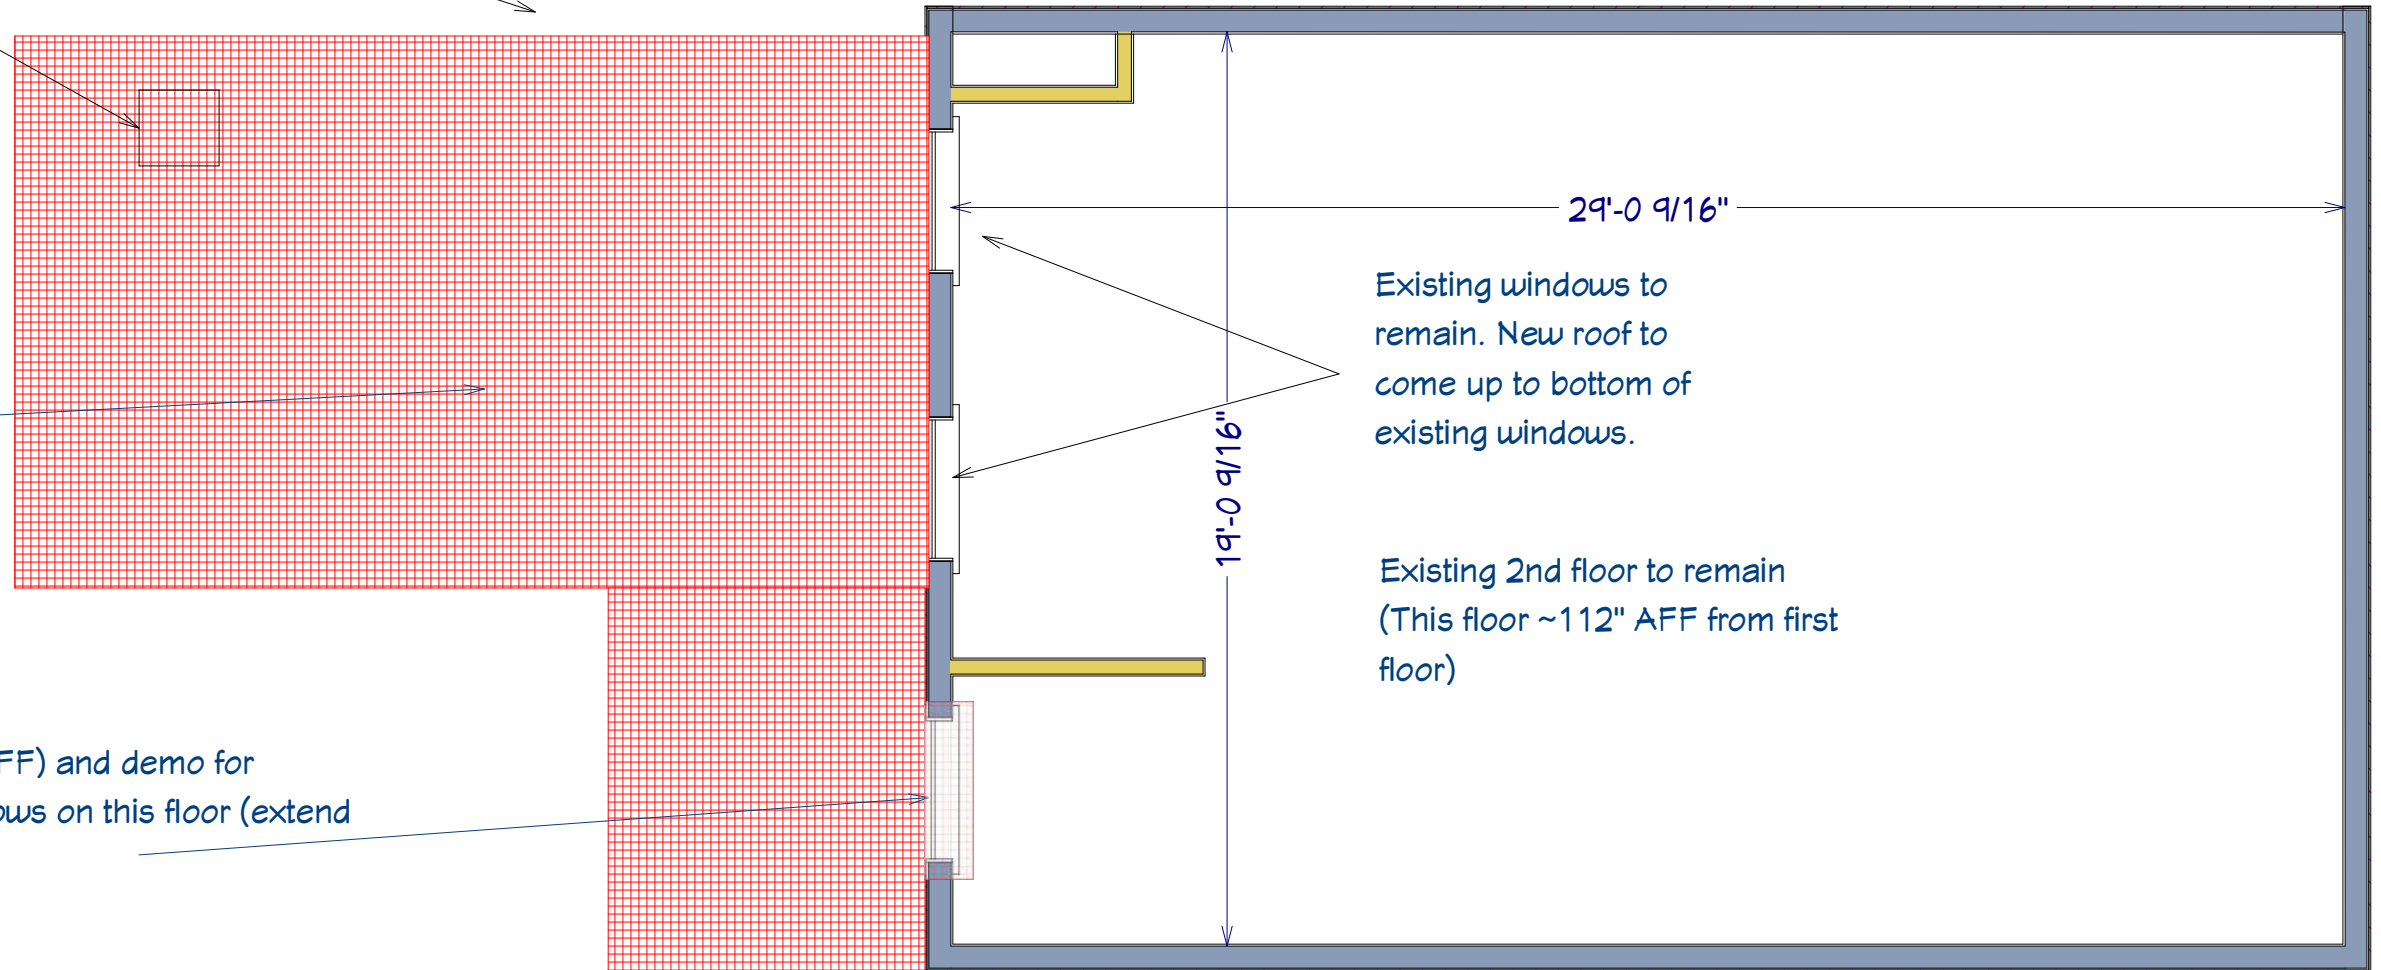 29'-0 9/16"
Existing windows to
remain. New roof to
come up to bottom of
existing windows.
19'-0 9/16"
Existing 2nd floor to remain
(This floor ~112" AFF from first
floor)
FF) and demo for
ows on this floor (extend